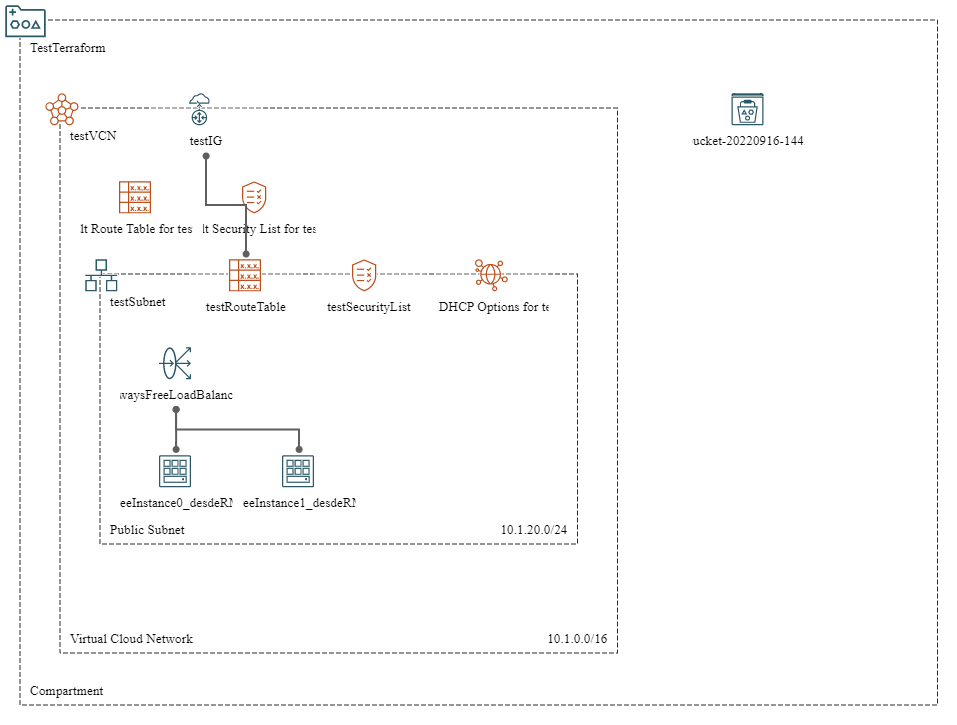 TestTerraform
testVCN
testIG
ucket-20220916-144
lt Route Table for tes
lt Security List for tes
testSubnet
testRouteTable
testSecurityList
DHCP Options for te
waysFreeLoadBalanc
eeInstance0_desdeRM
eeInstance1_desdeRM
Public Subnet
10.1.20.0/24
Virtual Cloud Network
10.1.0.0/16
Compartment